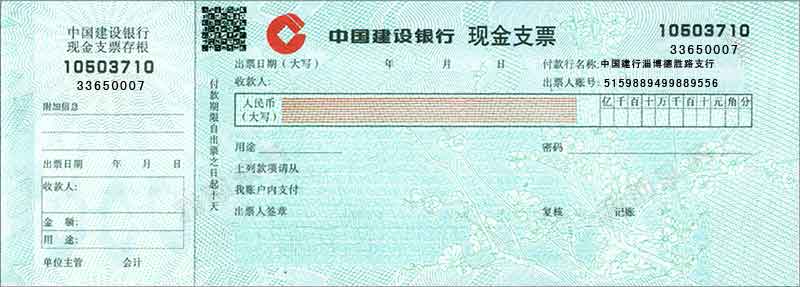 中国建设银行
现金支票存根
10503710
33650007
附加信息
出票日期 年 月 日
收款人：
金 额：
用 途：
单位主管 会计
付款期限自出票之日起十天
中国建设银行 现金支票
10503710
33650007
出票日期（大写） 年 月 日
付款行名称：中国建行淄博德胜路支行
收款人：
出票人账号：5159889499889556
人民币
（大写）
亿千百十万千百十元角分
用途
密码
上列款项请从
我账户内支付
出票人签章
复核 记账